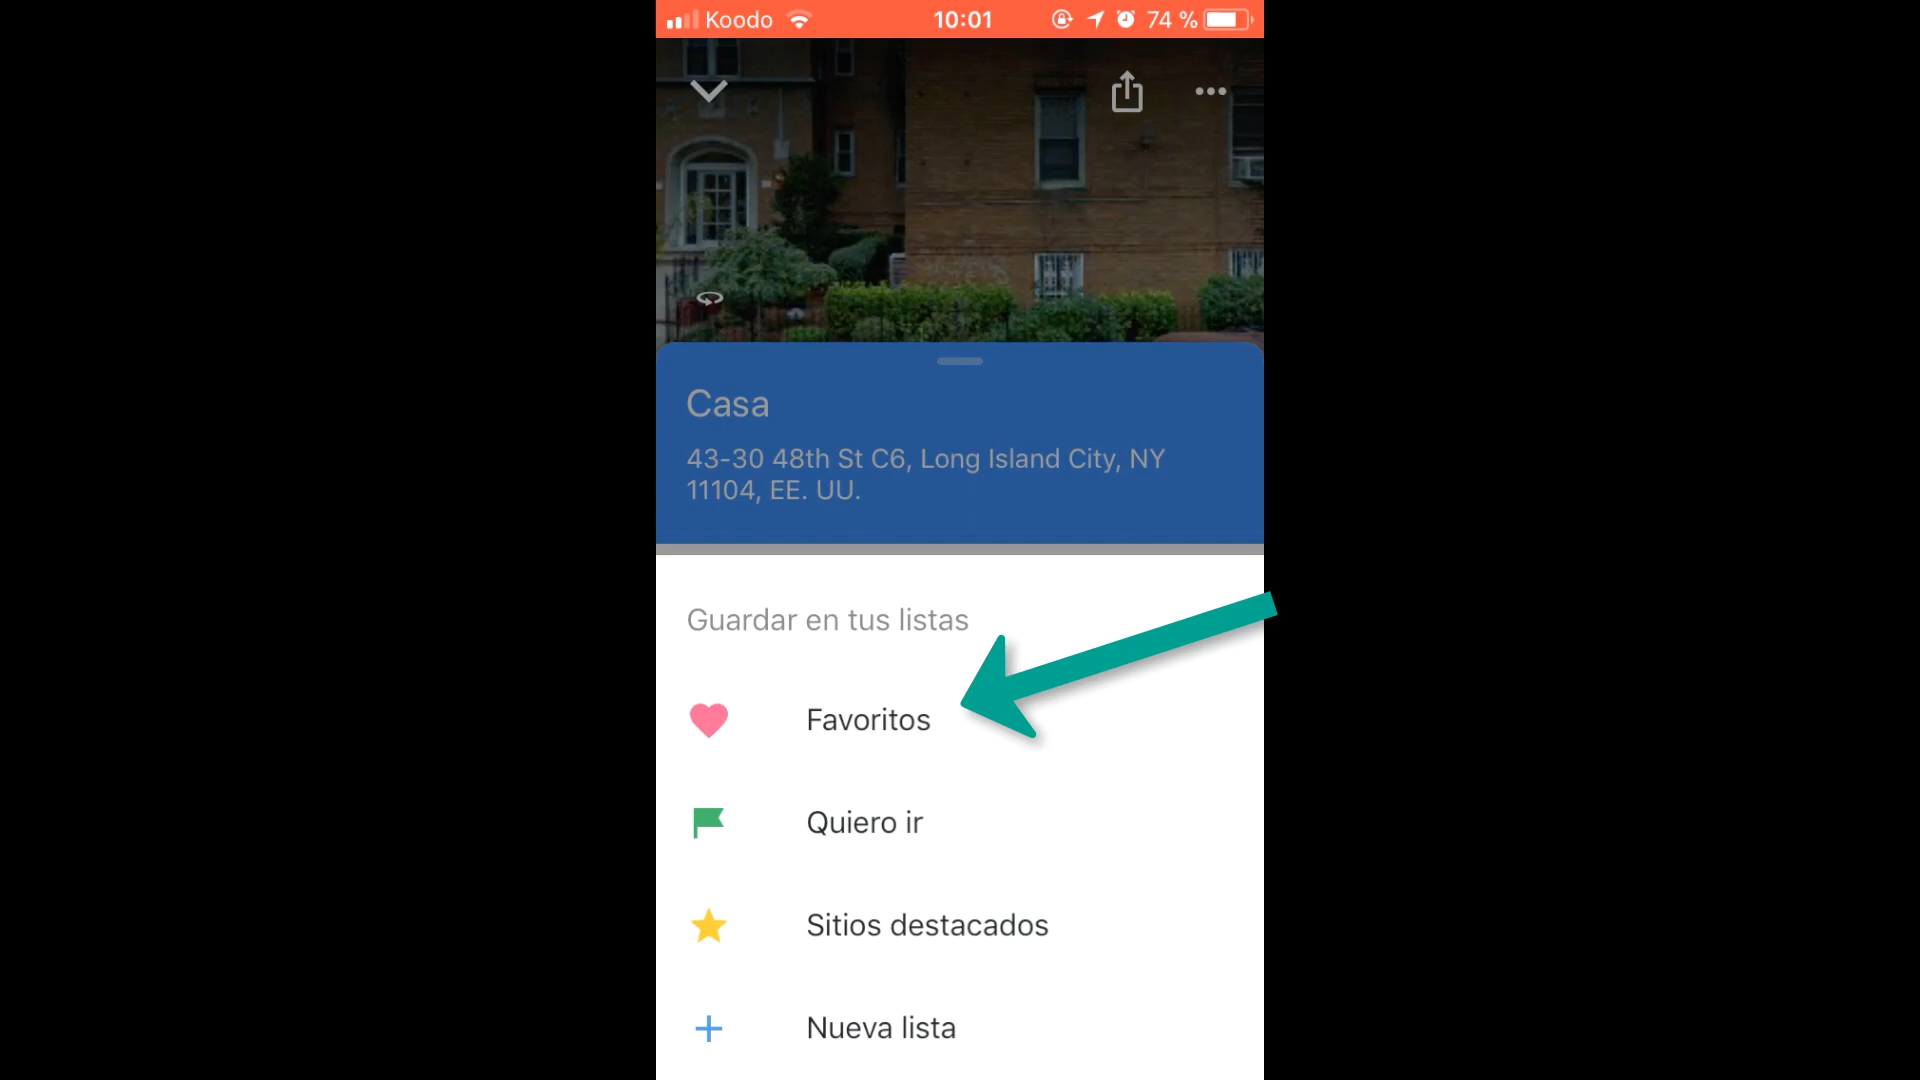 Koodo 10:01 74 %
Casa
43-30 48th St C6, Long Island City, NY
11104, EE. UU.
Guardar en tus listas
Favoritos
Quiero ir
Sitios destacados
Nueva lista